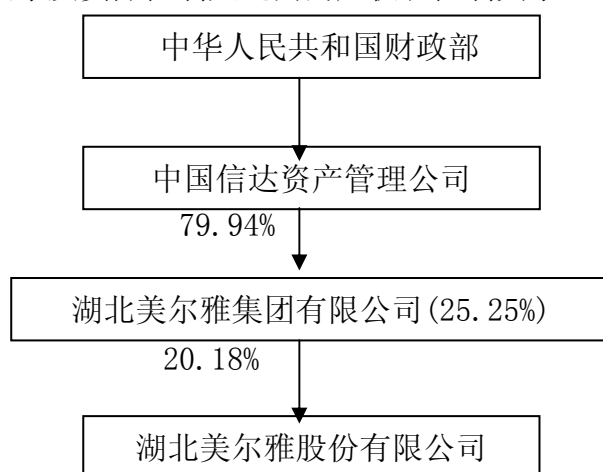 中华人民共和国财政部
中国信达资产管理公司
79.94%
湖北美尔雅集团有限公司(25.25%)
20.18%
湖北美尔雅股份有限公司